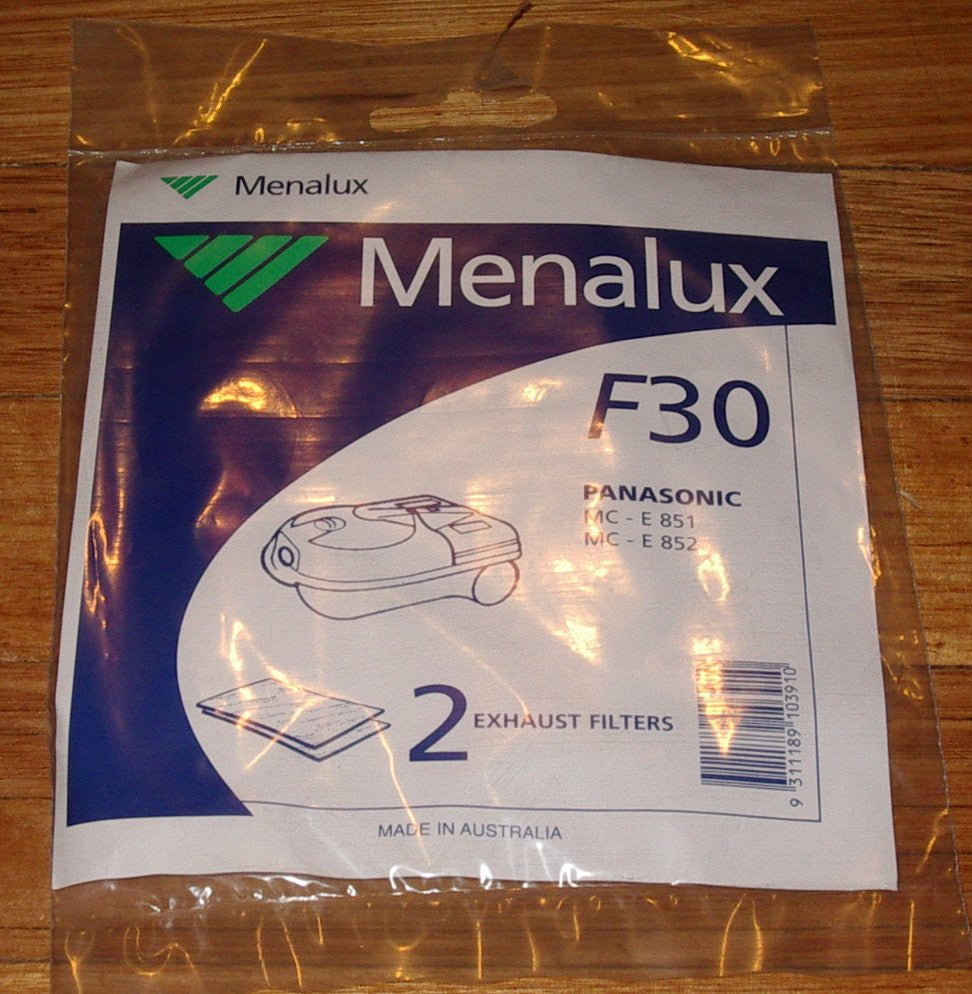 Menalux
Menalux
F30
PANASONIC
MC - E 851
MC - E 852
2 EXHAUST FILTERS
9 311189 103910
MADE IN AUSTRALIA